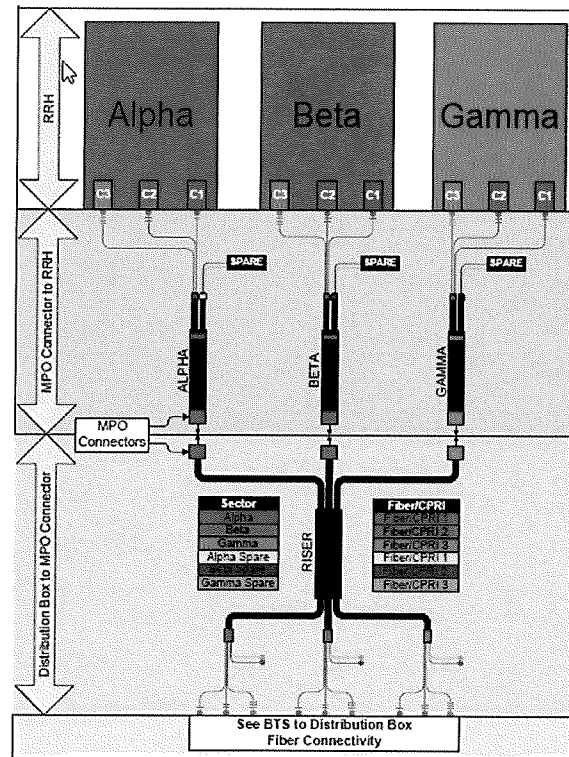 RRH
Alpha
Beta
Gamma
C3
C2
C1
C3
C2
C1
C3
C2
C1
MPO Connector to RRH
SPARE
SPARE
SPARE
ALPHA
BETA
GAMMA
MPO
Connectors
Distribution Box to MPO Connector
RISER
Sector
Alpha
Beta
Gamma
Alpha Spare
Gamma Spare
Fiber/CPRI
Fiber/CPRI 1
Fiber/CPRI 2
Fiber/CPRI 3
Fiber/CPRI 1
Fiber/CPRI 3
See BTS to Distribution Box
Fiber Connectivity